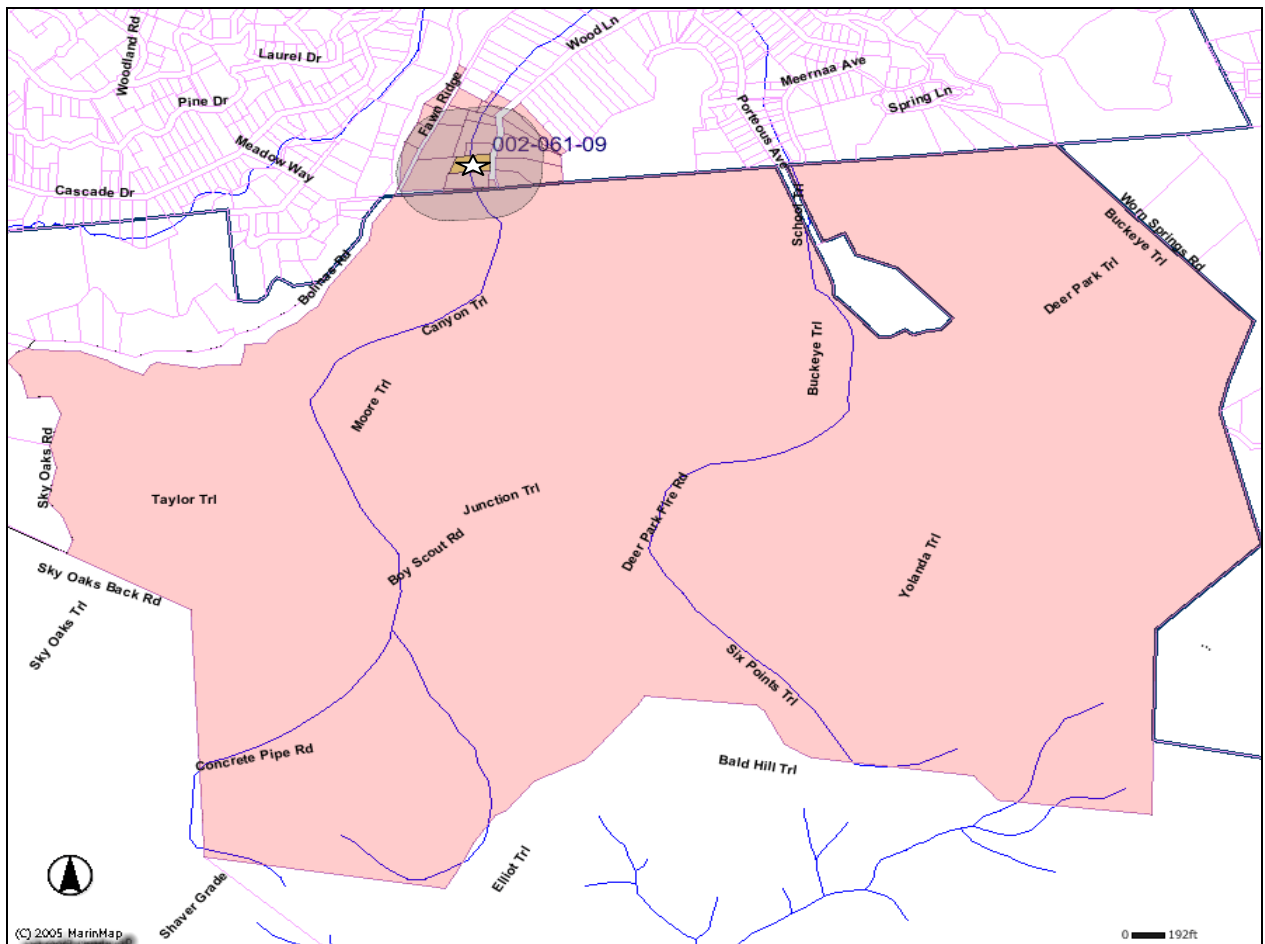 Woodland Rd
Laurel Dr
Wood Ln
Meernaa Ave
Spring Ln
Pine Dr
Fawn Ridge
Porteous Ave
Meadow Way
002-061-09
Cascade Dr
School Trl
Worn Springs Rd
Buckeye Trl
Bolinas Rd
Deer Park Trl
Canyon Trl
Buckeye Trl
Moore Trl
Sky Oaks Rd
Taylor Trl
Junction Trl
Deer Park Fire Rd
Boy Scout Rd
Yolanda Trl
Sky Oaks Back Rd
Sky Oaks Trl
Six Points Trl
Concrete Pipe Rd
Bald Hill Trl
Elliot Trl
Shaver Grade
(C) 2005 MarinMap
0 192ft